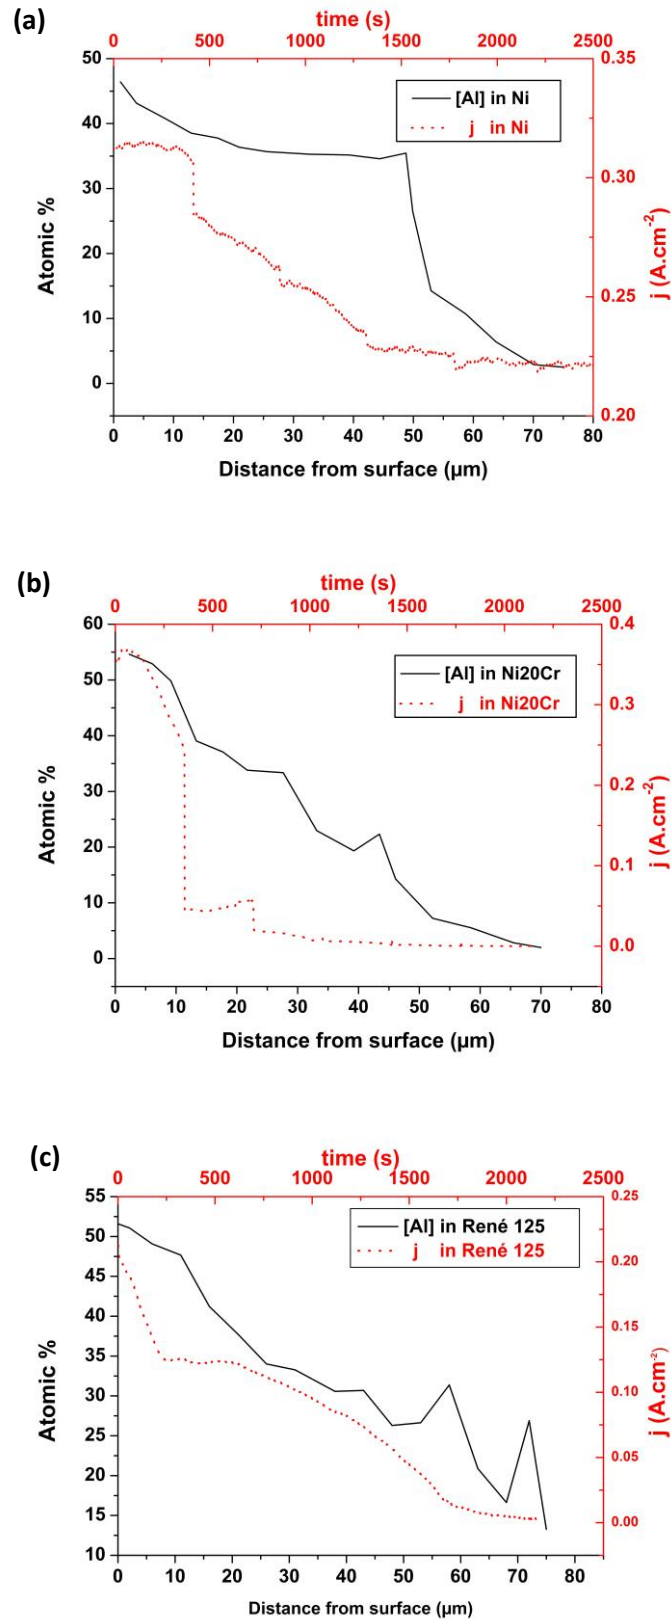 (a)
time (s)
0 500 1000 1500 2000 2500
50 0.35
[Al] in Ni
j in Ni
40
0.30
30
Atomic %
j (A.cm-2)
20
0.25
10
0
0.20
0 10 20 30 40 50 60 70 80
Distance from surface (µm)
(b)
time (s)
0 500 1000 1500 2000 2500
60 0.4
[Al] in Ni20Cr
j in Ni20Cr
50
0.3
40
Atomic %
j (A.cm-2)
30
0.2
20
0.1
10
0 0.0
0 10 20 30 40 50 60 70 80
Distance from surface (µm)
(c)
time (s)
0 500 1000 1500 2000 2500
55 0.25
[Al] in René 125
j in René 125
50
0.20
45
40
0.15
35
Atomic %
j (A.cm-2)
30
0.10
25
0.05
20
15
0.00
10
0 10 20 30 40 50 60 70 80
Distance from surface (µm)